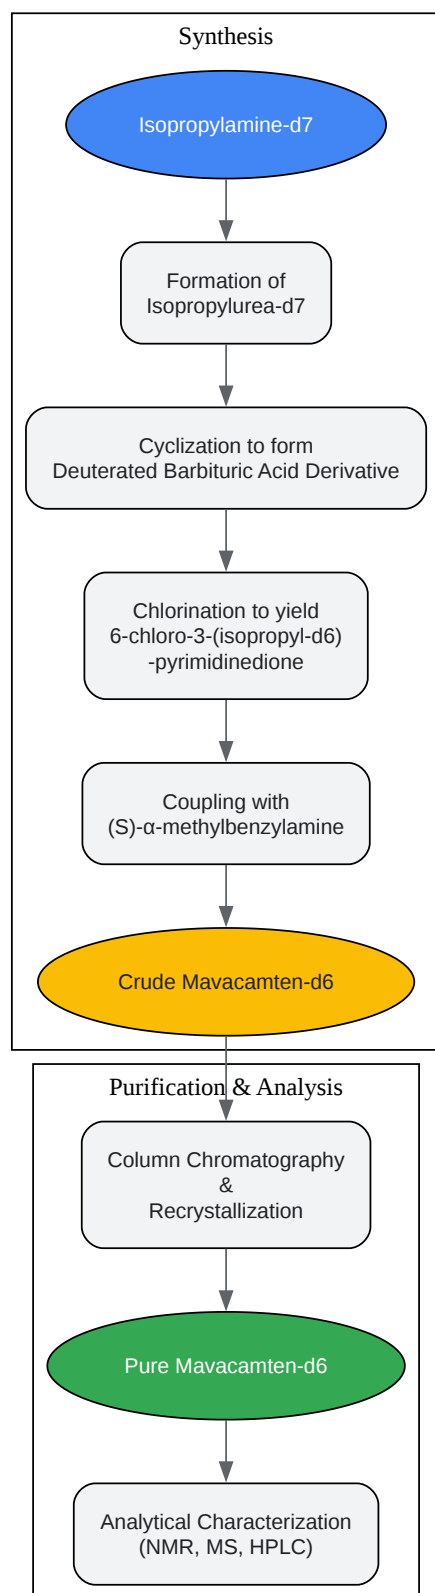 Synthesis
Isopropylamine-d7
Formation of
Isopropylurea-d7
Cyclization to form
Deuterated Barbituric Acid Derivative
Chlorination to yield
6-chloro-3-(isopropyl-d6)
-pyrimidinedione
Coupling with
(S)-α-methylbenzylamine
Crude Mavacamten-d6
Purification & Analysis
Column Chromatography
&
Recrystallization
Pure Mavacamten-d6
Analytical Characterization
(NMR, MS, HPLC)